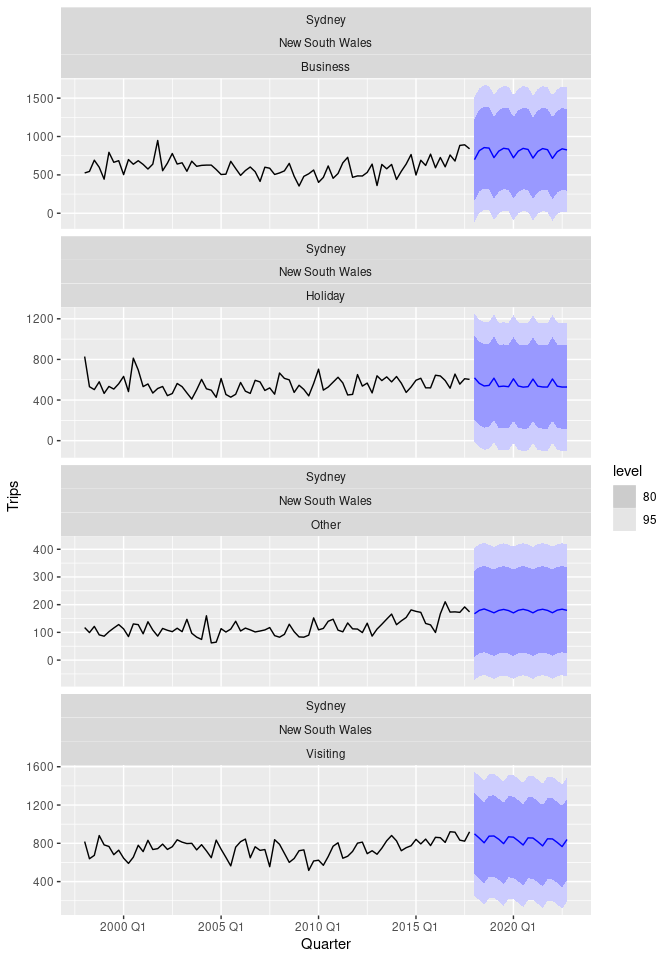 Sydney
New South Wales
Business
1500
1000
500
0
Sydney
New South Wales
Holiday
1200
800
400
0
Sydney
New South Wales
Other
400
300
200
100
0
Sydney
New South Wales
Visiting
1600
1200
800
400
2000 Q1
2005 Q1
2010 Q1
2015 Q1
2020 Q1
Quarter
Trips
level
80
95